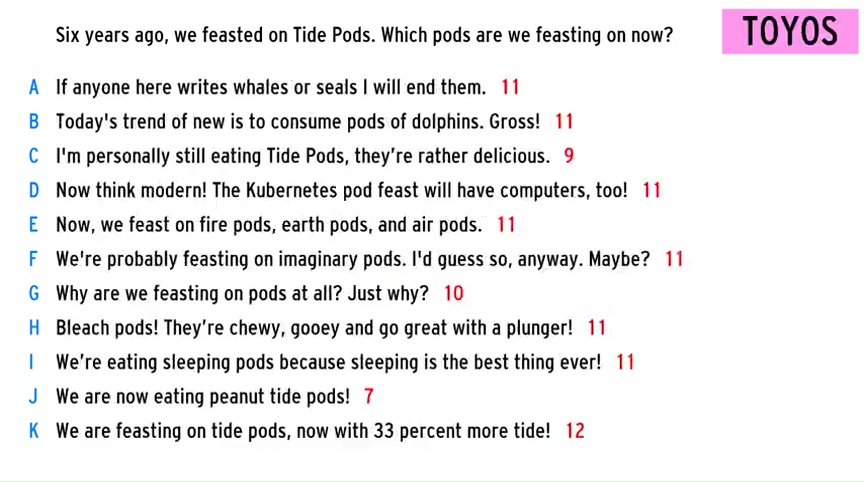 Six years ago, we feasted on Tide Pods. Which pods are we feasting on now?
TOYOS
A If anyone here writes whales or seals I will end them. 11
B Today's trend of new is to consume pods of dolphins. Gross! 11
C I'm personally still eating Tide Pods, they're rather delicious. 9
D Now think modern! The Kubernetes pod feast will have computers, too! 11
E Now, we feast on fire pods, earth pods, and air pods. 11
F We're probably feasting on imaginary pods. I'd guess so, anyway. Maybe? 11
G Why are we feasting on pods at all? Just why? 10
H Bleach pods! They're chewy, gooey and go great with a plunger! 11
I We're eating sleeping pods because sleeping is the best thing ever! 11
J We are now eating peanut tide pods! 7
K We are feasting on tide pods, now with 33 percent more tide! 12